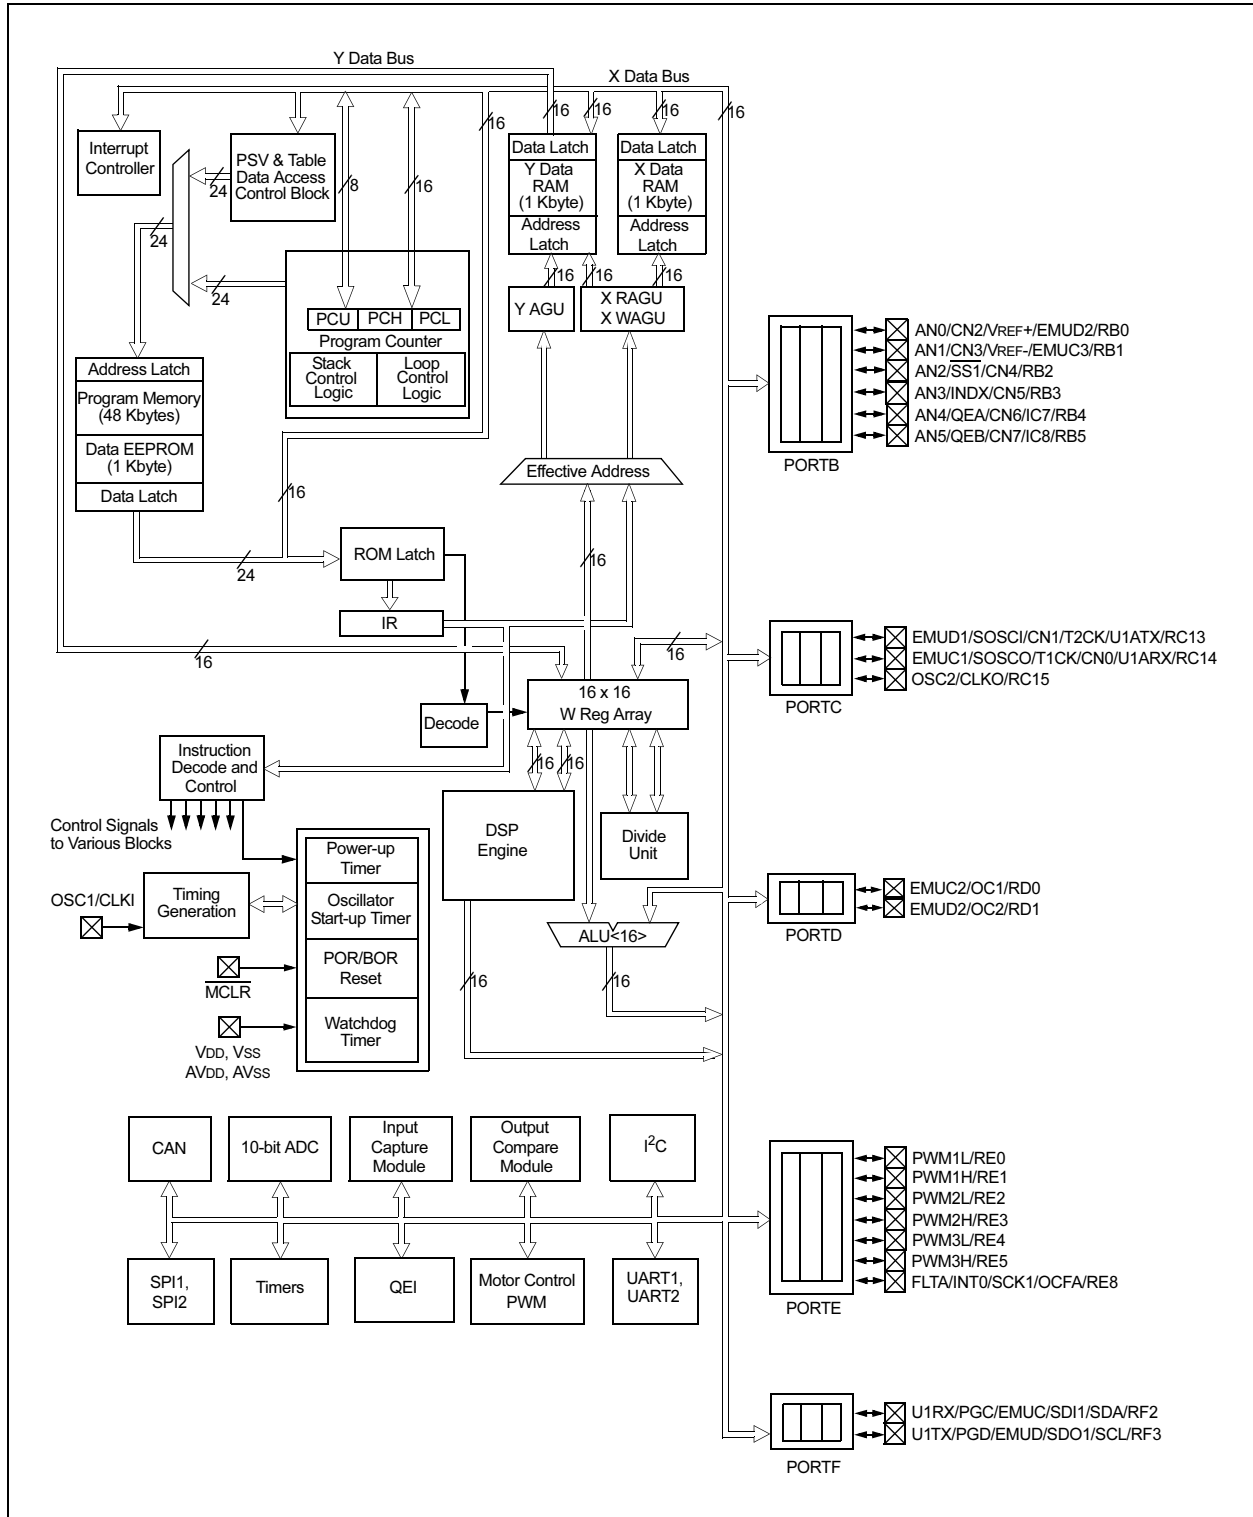 Y Data Bus
X Data Bus
16
16
16
16
16
Interrupt
Controller
PSV & Table
Data Access
Control Block
24
8
16
Data Latch
Y Data
RAM
(1 Kbyte)
Address
Latch
Data Latch
X Data
RAM
(1 Kbyte)
Address
Latch
24
24
16
16
16
Y AGU
X RAGU
X WAGU
PCU
PCH
PCL
Program Counter
Stack
Control
Logic
Loop
Control
Logic
Address Latch
Program Memory
(48 Kbytes)
Data EEPROM
(1 Kbyte)
Data Latch
Effective Address
16
24
ROM Latch
16
IR
16
16
16 x 16
W Reg Array
Decode
Instruction
Decode and
Control
16
16
Control Signals
to Various Blocks
DSP
Engine
Divide
Unit
Power-up
Timer
Oscillator
Start-up Timer
POR/BOR
Reset
Watchdog
Timer
OSC1/CLKI
Timing
Generation
MCLR
VDD, VSS
AVDD, AVSS
ALU<16>
16
16
CAN
10-bit ADC
Input
Capture
Module
Output
Compare
Module
I²C
SPI1,
SPI2
Timers
QEI
Motor Control
PWM
UART1,
UART2
AN0/CN2/VREF+/EMUD2/RB0
AN1/CN3/VREF-/EMUC3/RB1
AN2/SS1/CN4/RB2
AN3/INDX/CN5/RB3
AN4/QEA/CN6/IC7/RB4
AN5/QEB/CN7/IC8/RB5
PORTB
EMUD1/SOSCI/CN1/T2CK/U1ATX/RC13
EMUC1/SOSCO/T1CK/CN0/U1ARX/RC14
OSC2/CLKO/RC15
PORTC
EMUC2/OC1/RD0
EMUD2/OC2/RD1
PORTD
PWM1L/RE0
PWM1H/RE1
PWM2L/RE2
PWM2H/RE3
PWM3L/RE4
PWM3H/RE5
FLTA/INT0/SCK1/OCFA/RE8
PORTE
U1RX/PGC/EMUC/SDI1/SDA/RF2
U1TX/PGD/EMUD/SDO1/SCL/RF3
PORTF